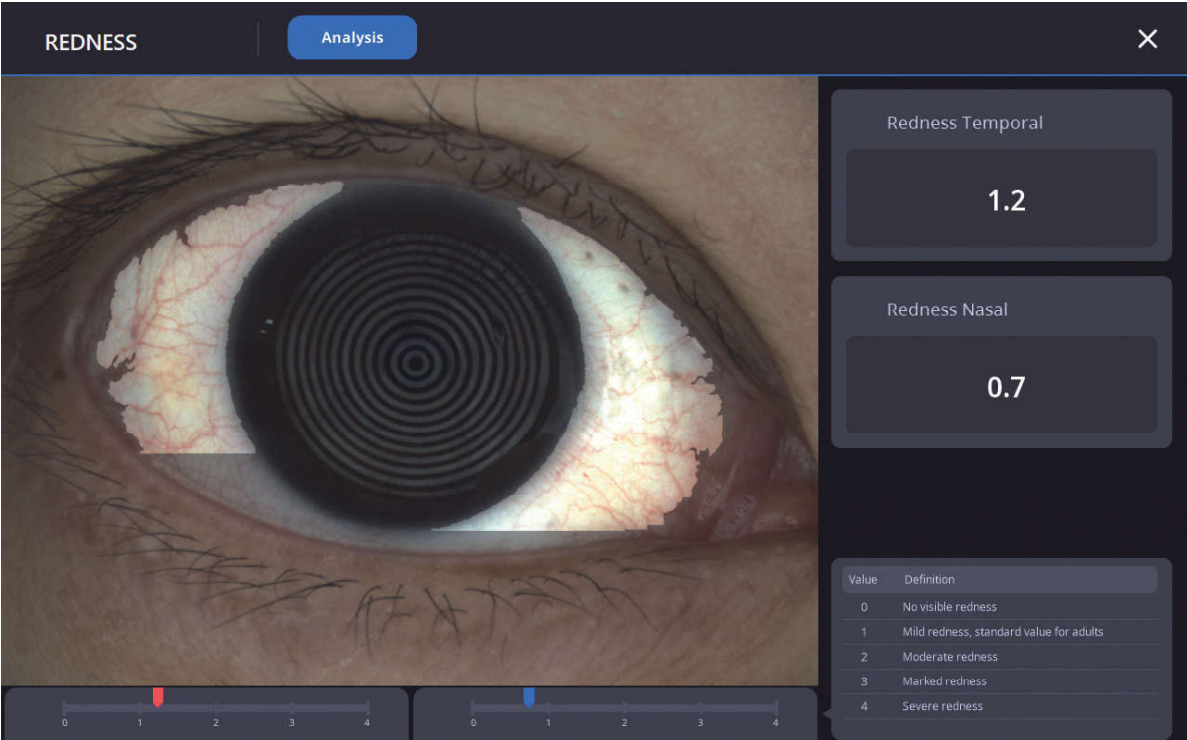 REDNESS
Analysis
Redness Temporal
1.2
Redness Nasal
0.7
Value Definition
0 No visible redness
1 Mild redness, standard value for adults
2 Moderate redness
3 Marked redness
4 Severe redness
0 1 2 3 4
0 1 2 3 4